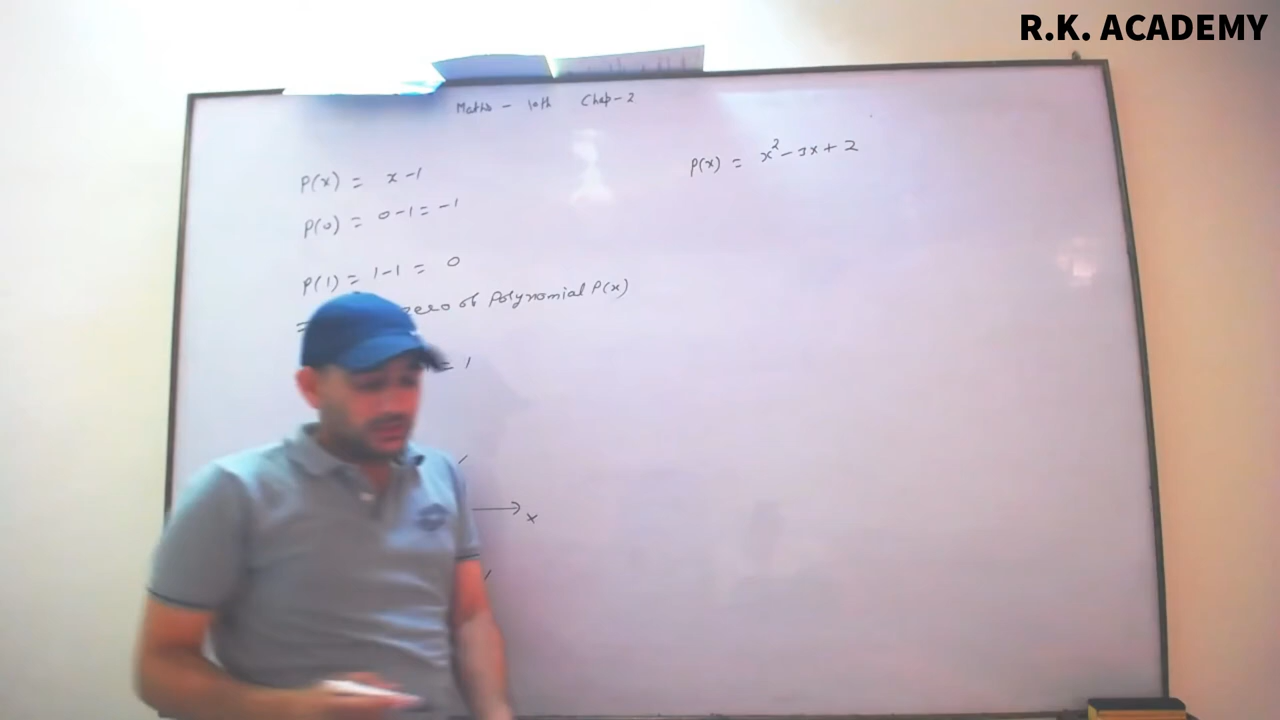 R.K. ACADEMY
Maths - 10th Chap-2
P(x) = x-1
P(0) = 0-1 = -1
P(1) = 1-1 = 0
= zero of Polynomial P(x)
= 1
x
P(x) = x²-3x+2